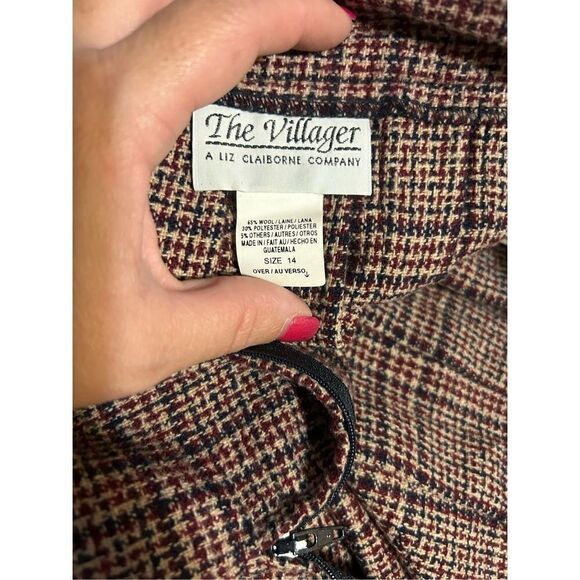 The Villager
A LIZ CLAIBORNE COMPANY
65% WOOL / LAINE / LANA
30% POLYESTER / POLIESTER
5% OTHERS / AUTRES / OTROS
MADE IN / FAIT AU / HECHO EN
GUATEMALA
SIZE 14
OVER / AU VERSO